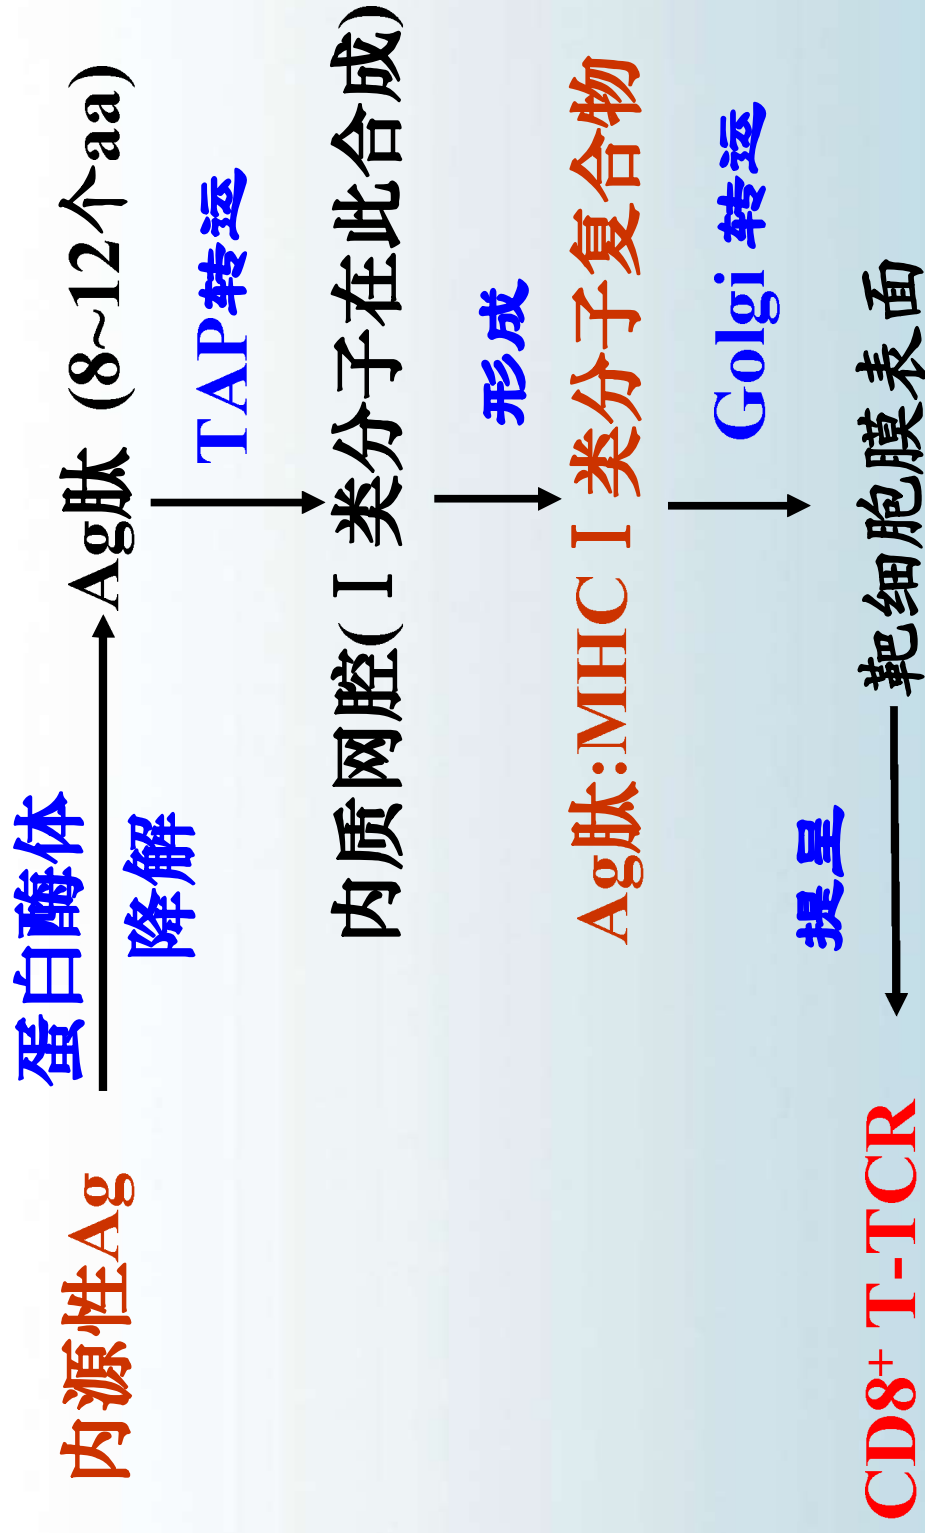 蛋白酶体
内源性Ag
Ag肽 (8~12个aa)
降解
TAP转运
内质网腔(Ⅰ类分子在此合成)
形成
Ag肽:MHCⅠ类分子复合物
Golgi 转运
提呈
靶细胞膜表面
CD8⁺ T-TCR